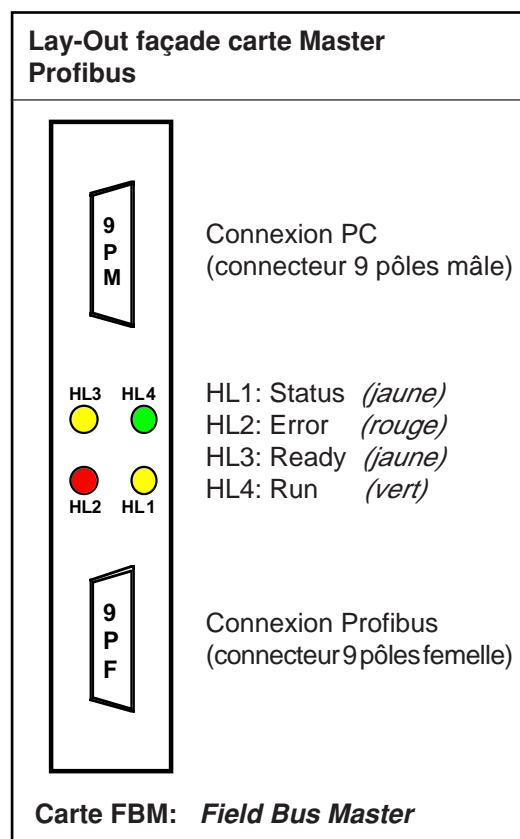 Lay-Out façade carte Master
Profibus
9
P
M
Connexion PC
(connecteur 9 pôles mâle)
HL3 HL4
HL2 HL1
HL1: Status (jaune)
HL2: Error (rouge)
HL3: Ready (jaune)
HL4: Run (vert)
9
P
F
Connexion Profibus
(connecteur 9 pôles femelle)
Carte FBM: Field Bus Master